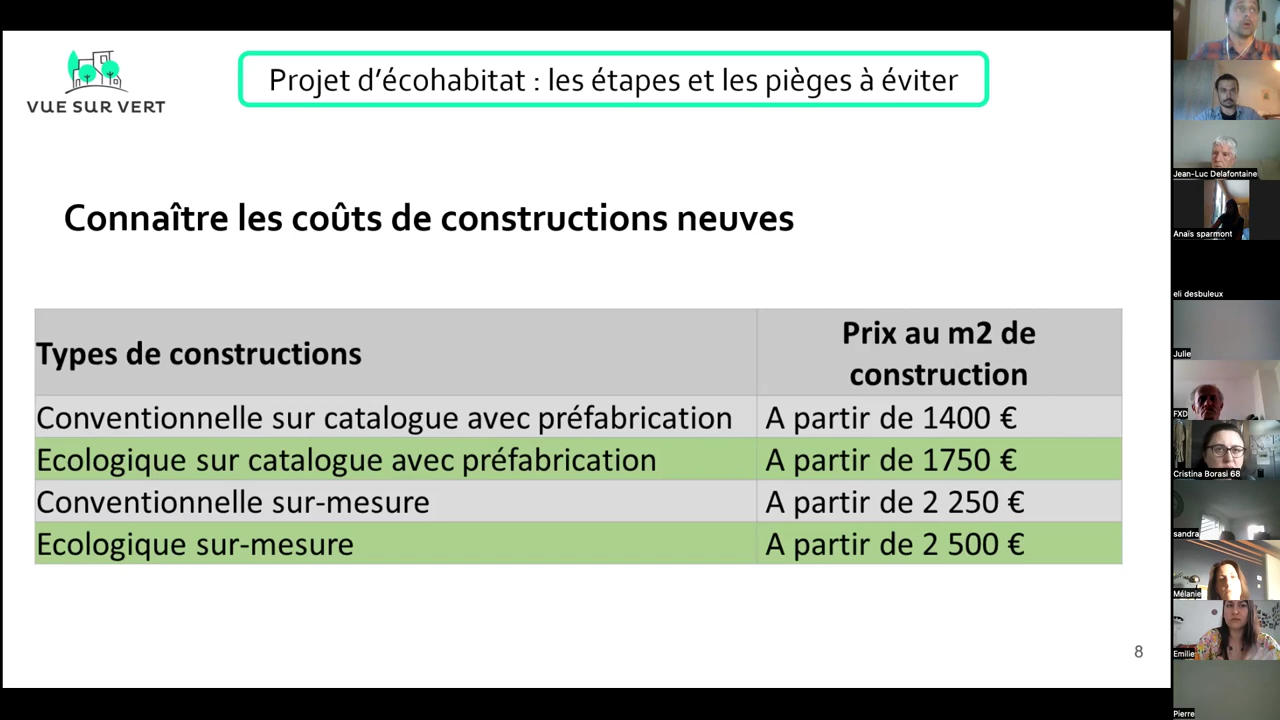 VUE SUR VERT
Projet d'écohabitat : les étapes et les pièges à éviter
Connaître les coûts de constructions neuves
Types de constructions
Prix au m2 de
construction
Conventionnelle sur catalogue avec préfabrication
A partir de 1400 €
Ecologique sur catalogue avec préfabrication
A partir de 1750 €
Conventionnelle sur-mesure
A partir de 2 250 €
Ecologique sur-mesure
A partir de 2 500 €
8
Jean-Luc Delafontaine
Anaïs sparmont
eli desbuleux
Julie
FXD
Cristina Borasi 68
sandra
Mélanie
Emilie
Pierre